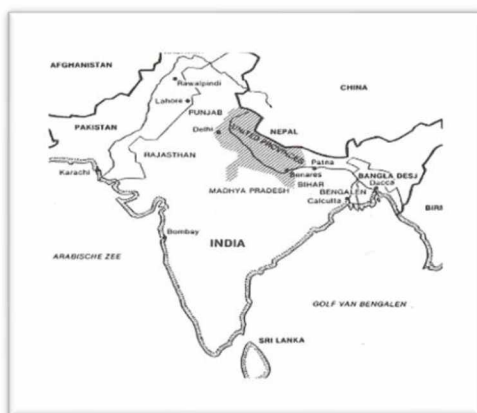 AFGHANISTAN
Rawalpindi
CHINA
Lahore
PUNJAB
PAKISTAN
Delhi
UNITED PROVINCES
NEPAL
RAJASTHAN
Patna
Karachi
Benares
BANGLA DESJ
MADHYA PRADESH
BIHAR
Dacca
BENGALEN
Calcutta
BIRI
Bombay
INDIA
ARABISCHE ZEE
GOLF VAN BENGALEN
SRI LANKA